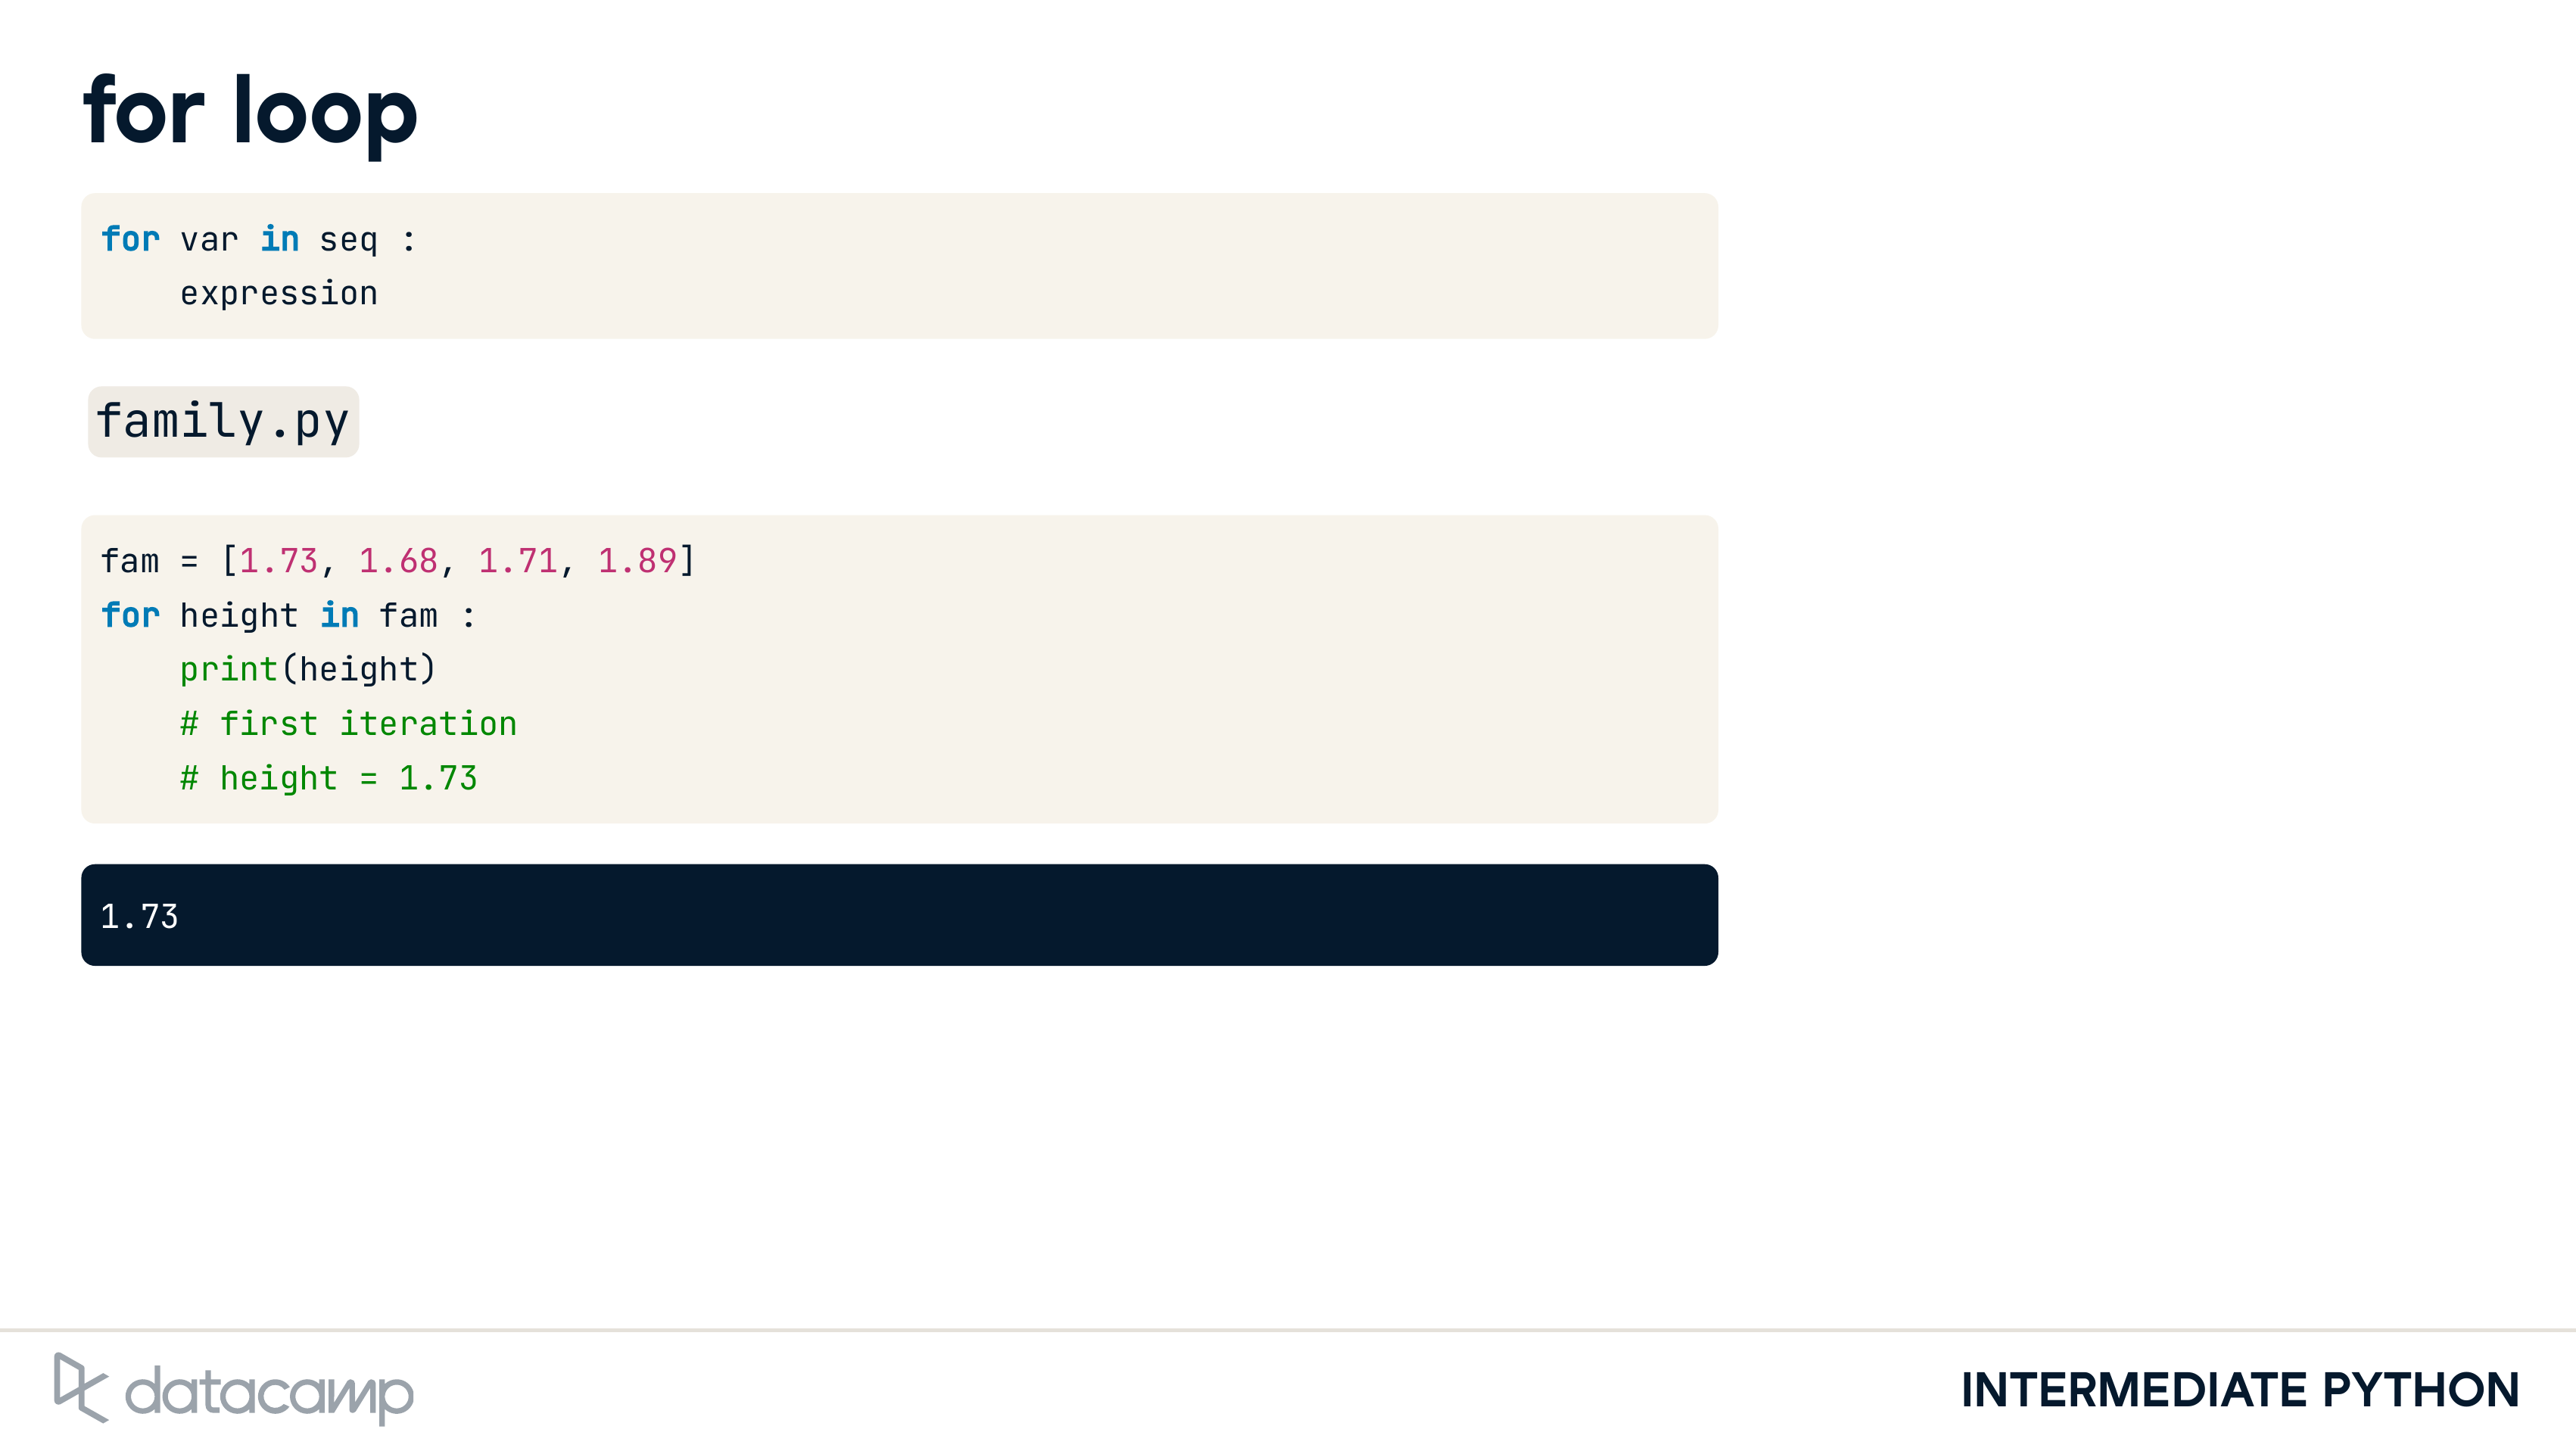 for loop
for var in seq :
    expression
family.py
fam = [1.73, 1.68, 1.71, 1.89]
for height in fam :
    print(height)
    # first iteration
    # height = 1.73
1.73
datacamp
INTERMEDIATE PYTHON